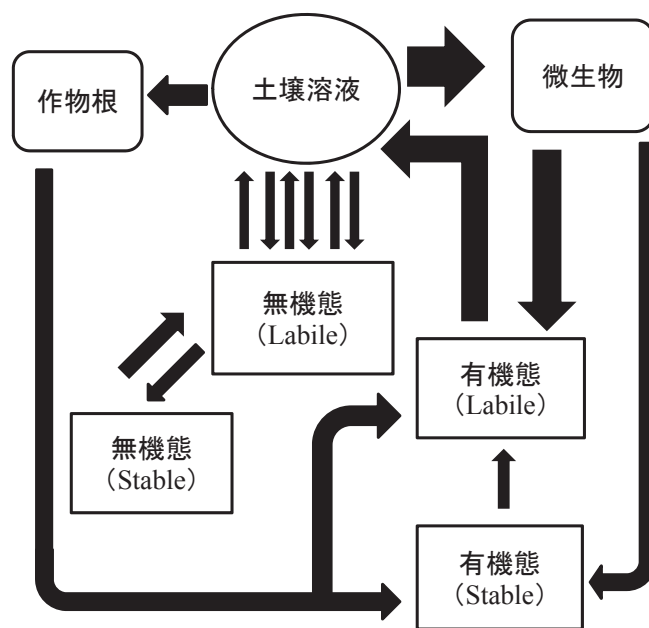 作物根
土壌溶液
微生物
無機態
（Labile）
無機態
（Stable）
有機態
（Labile）
有機態
（Stable）